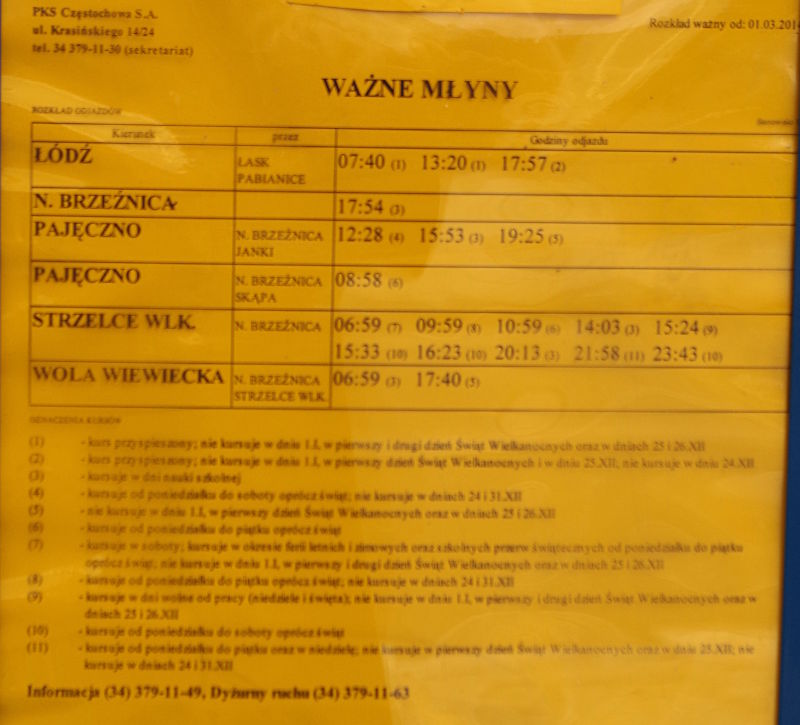 PKS Częstochowa S.A.
ul. Krasińskiego 14/24
tel. 34 379-11-30 (sekretariat)
Rozkład ważny od: 01.03.201
WAŻNE MŁYNY
ROZKŁAD ODJAZDÓW
Kierunek przez Godziny odjazdu
ŁÓDŹ ŁASK 07:40 (1) 13:20 (1) 17:57 (2)
PABIANICE
N. BRZEŹNICA 17:54 (3)
PAJĘCZNO N. BRZEŹNICA 12:28 (4) 15:53 (3) 19:25 (5)
JANKI
PAJĘCZNO N. BRZEŹNICA 08:58 (6)
SKĄPA
STRZELCE WLK. N. BRZEŹNICA 06:59 (7) 09:59 (8) 10:59 (6) 14:03 (3) 15:24 (9)
15:33 (10) 16:23 (10) 20:13 (3) 21:58 (11) 23:43 (10)
WOLA WIEWIECKA N. BRZEŹNICA 06:59 (3) 17:40 (5)
STRZELCE WLK.
OZNACZENIA KURSÓW
(1) - kurs przyspieszony; nie kursuje w dniu 1.I, w pierwszy i drugi dzień Świąt Wielkanocnych oraz w dniach 25 i 26.XII
(2) - kurs przyspieszony; nie kursuje w dniu 1.I, w pierwszy dzień Świąt Wielkanocnych i w dniu 25.XII; nie kursuje w dniu 24.XII
(3) - kursuje w dni nauki szkolnej
(4) - kursuje od poniedziałku do soboty oprócz świąt; nie kursuje w dniach 24 i 31.XII
(5) - nie kursuje w dniu 1.I, w pierwszy dzień Świąt Wielkanocnych oraz w dniach 25 i 26.XII
(6) - kursuje od poniedziałku do piątku oprócz świąt
(7) - kursuje w soboty; kursuje w okresie ferii letnich i zimowych oraz szkolnych przerw świątecznych od poniedziałku do piątku
oprócz świąt; nie kursuje w dniu 1.I, w pierwszy i drugi dzień Świąt Wielkanocnych oraz w dniach 25 i 26.XII
(8) - kursuje od poniedziałku do piątku oprócz świąt; nie kursuje w dniach 24 i 31.XII
(9) - kursuje w dni wolne od pracy (niedziele i święta); nie kursuje w dniu 1.I, w pierwszy i drugi dzień Świąt Wielkanocnych oraz w
dniach 25 i 26.XII
(10) - kursuje od poniedziałku do soboty oprócz świąt
(11) - kursuje od poniedziałku do piątku oraz w niedzielę; nie kursuje w pierwszy dzień Świąt Wielkanocnych oraz w dniu 25.XII; nie
kursuje w dniach 24 i 31.XII
Informacja (34) 379-11-49, Dyżurny ruchu (34) 379-11-63